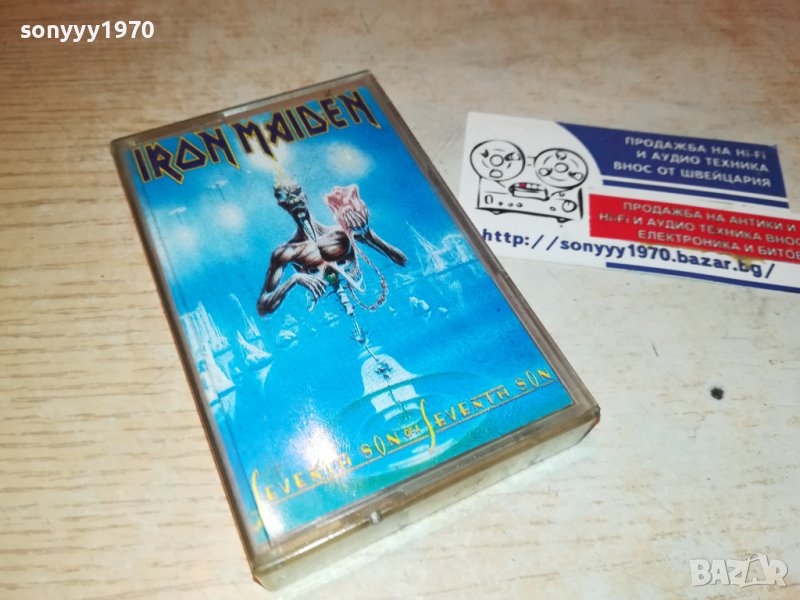 sonyyy1970
IRON MAIDEN
SEVENTH SON OF A SEVENTH SON
ПРОДАЖБА НА Hi-Fi
И АУДИО ТЕХНИКА
ВНОС ОТ ШВЕЙЦАРИЯ
ПРОДАЖБА НА АНТИКИ И
Hi-Fi И АУДИО ТЕХНИКА ВНОС
ЕЛЕКТРОНИКА И БИТОВ
http://sonyyy1970.bazar.bg/
BAZAR